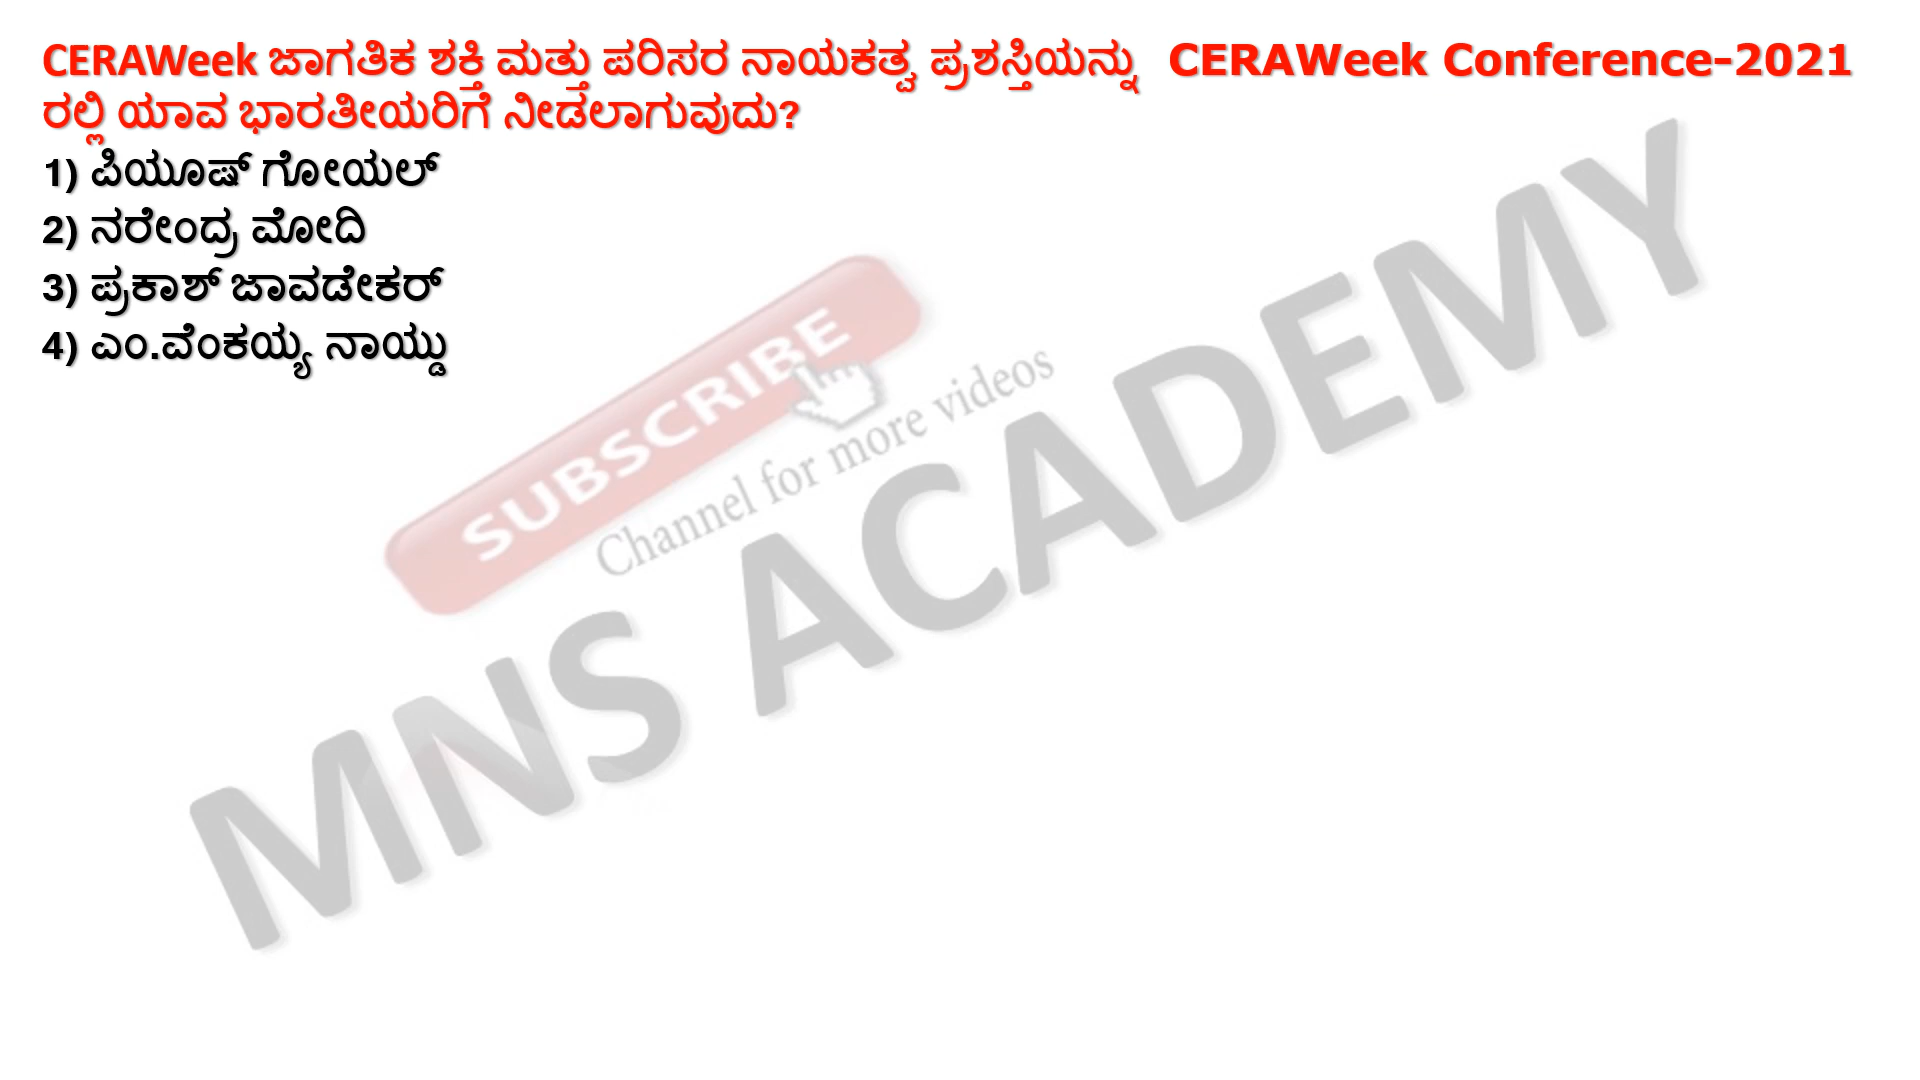 CERAWeek ಜಾಗತಿಕ ಶಕ್ತಿ ಮತ್ತು ಪರಿಸರ ನಾಯಕತ್ವ ಪ್ರಶಸ್ತಿಯನ್ನು CERAWeek Conference-2021
ರಲ್ಲಿ ಯಾವ ಭಾರತೀಯರಿಗೆ ನೀಡಲಾಗುವುದು?
1) ಪಿಯೂಷ್ ಗೋಯಲ್
2) ನರೇಂದ್ರ ಮೋದಿ
3) ಪ್ರಕಾಶ್ ಜಾವಡೇಕರ್
4) ಎಂ.ವೆಂಕಯ್ಯ ನಾಯ್ಡು
SUBSCRIBE
Channel for more videos
MNS ACADEMY